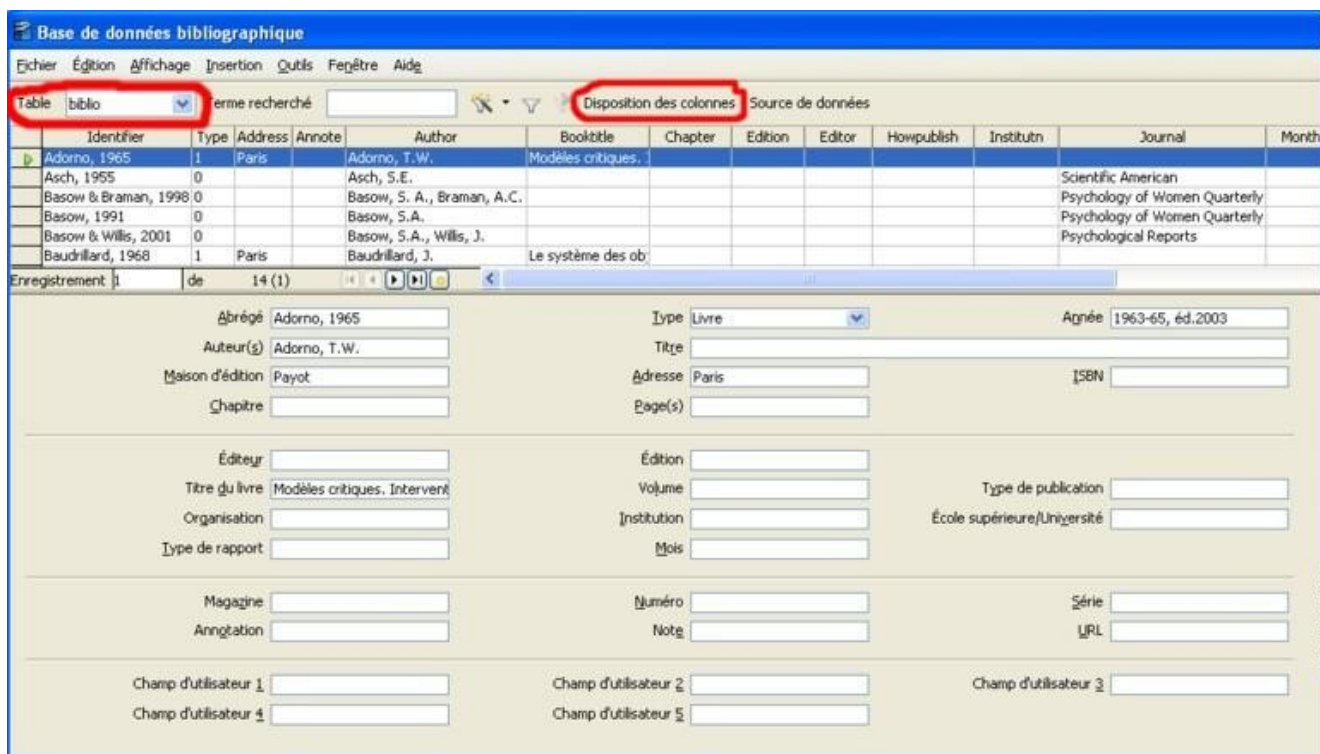 Base de données bibliographique
Fichier Édition Affichage Insertion Outils Fenêtre Aide
Table biblio Terme recherché Disposition des colonnes Source de données
Identifier Type Address Annote Author Booktitle Chapter Edition Editor Howpublish Institutn Journal Month
Adorno, 1965 1 Paris Adorno, T.W. Modèles critiques.
Asch, 1955 0 Asch, S.E. Scientific American
Basow & Braman, 1998 0 Basow, S. A., Braman, A.C. Psychology of Women Quarterly
Basow, 1991 0 Basow, S.A. Psychology of Women Quarterly
Basow & Willis, 2001 0 Basow, S.A., Willis, J. Psychological Reports
Baudrillard, 1968 1 Paris Baudrillard, J. Le système des ob
Enregistrement 1 de 14 (1)
Abrégé Adorno, 1965 Type Livre Année 1963-65, éd.2003
Auteur(s) Adorno, T.W. Titre
Maison d'édition Payot Adresse Paris ISBN
Chapitre Page(s)
Éditeur Édition
Titre du livre Modèles critiques. Intervent Volume Type de publication
Organisation Institution École supérieure/Université
Type de rapport Mois
Magazine Numéro Série
Annotation Note URL
Champ d'utilisateur 1 Champ d'utilisateur 2 Champ d'utilisateur 3
Champ d'utilisateur 4 Champ d'utilisateur 5